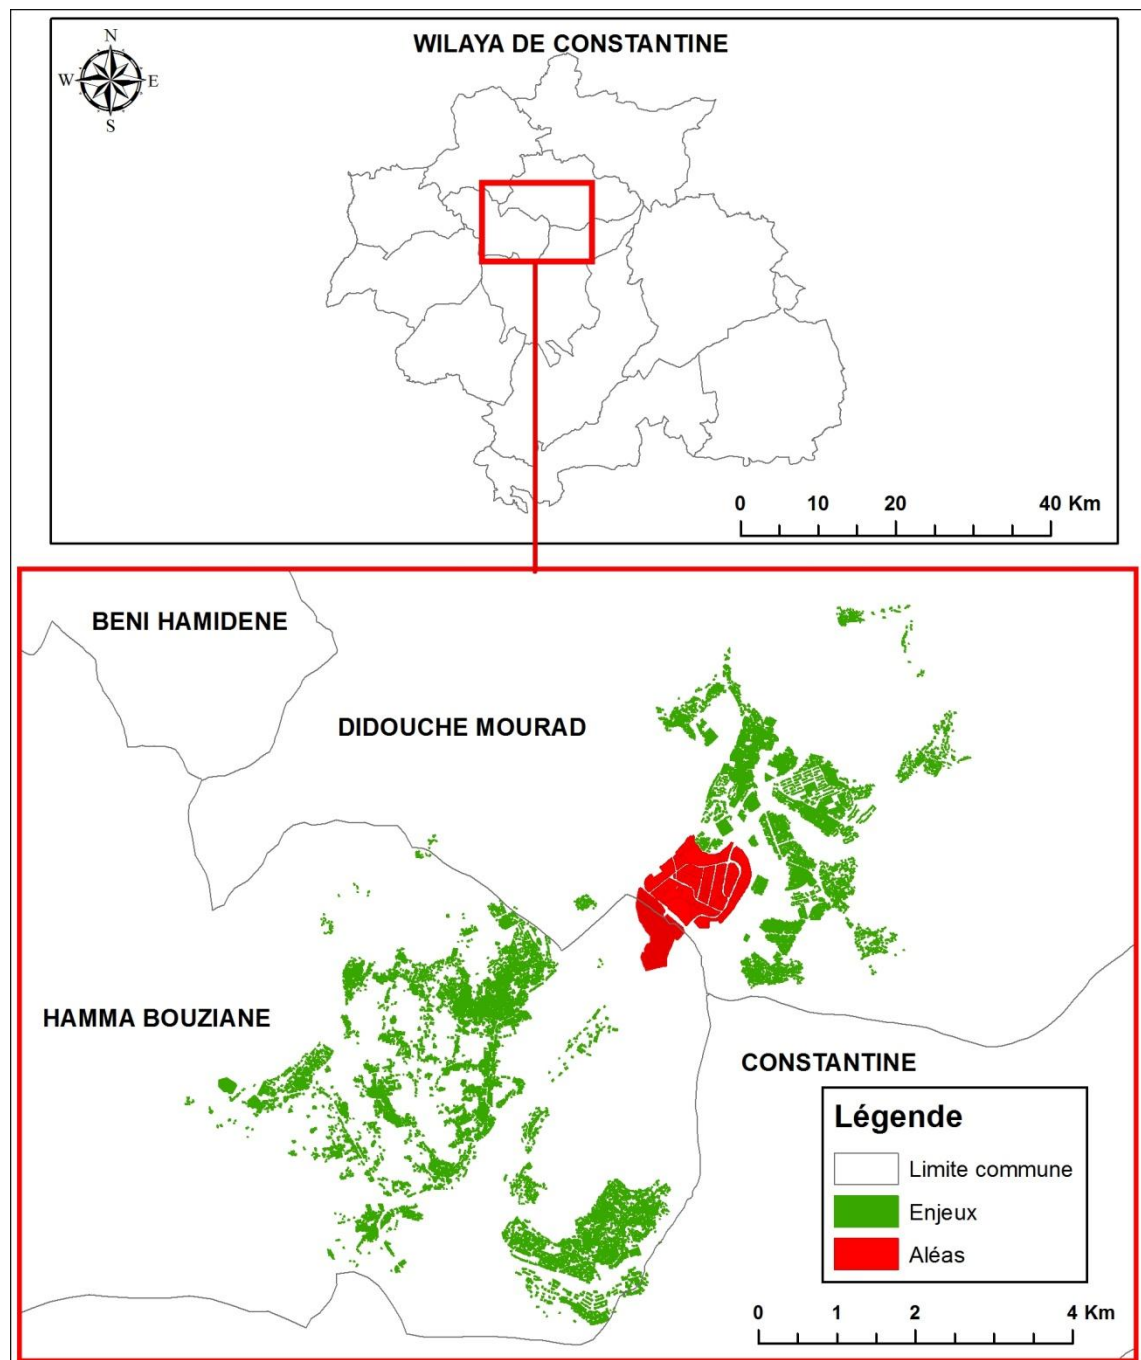 WILAYA DE CONSTANTINE
N
W E
S
0 10 20 40 Km
BENI HAMIDENE
DIDOUCHE MOURAD
HAMMA BOUZIANE
CONSTANTINE
Légende
Limite commune
Enjeux
Aléas
0 1 2 4 Km